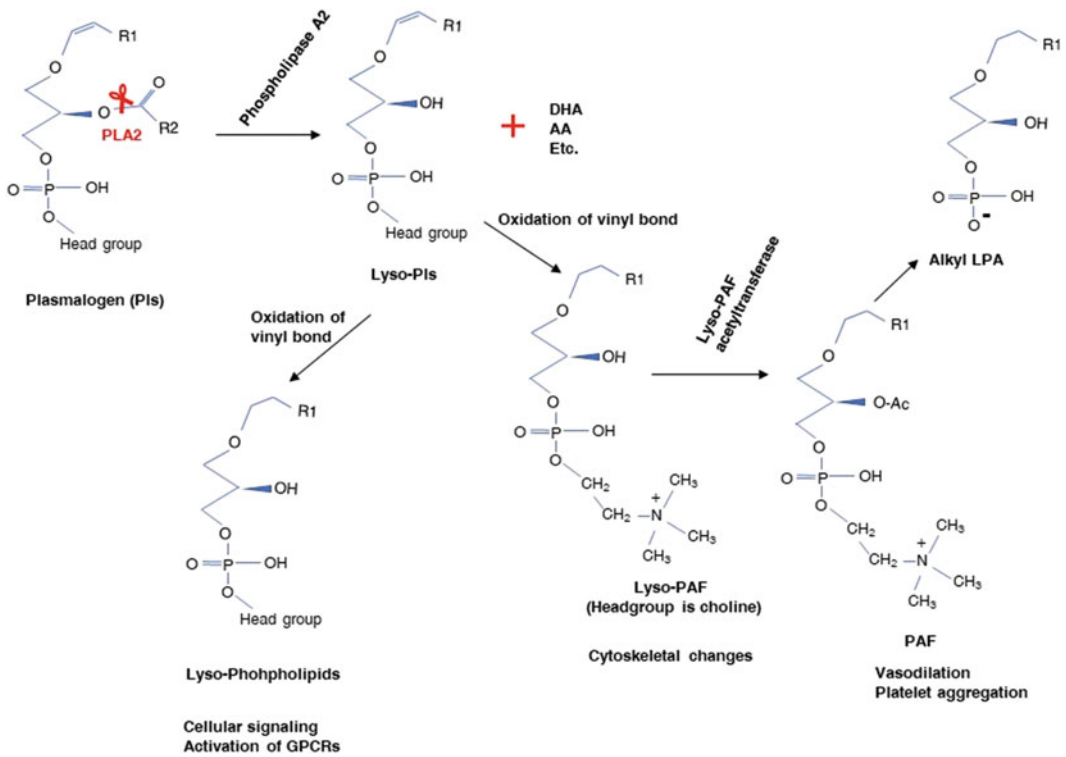 R1
O
O
O
R2
PLA2
O
O
P
OH
O
Head group
Plasmalogen (Pls)
Phospholipase A2
R1
O
OH
O
O
P
OH
O
Head group
Lyso-Pls
+
DHA
AA
Etc.
Oxidation of vinyl bond
Oxidation of
vinyl bond
R1
O
OH
O
O
P
OH
O
Head group
Lyso-Phohpholipids
Cellular signaling
Activation of GPCRs
R1
O
OH
O
O
P
OH
O
CH2
CH2
N
+
CH3
CH3
CH3
Lyso-PAF
(Headgroup is choline)
Cytoskeletal changes
Lyso-PAF
acetyltransferase
R1
O
O-Ac
O
O
P
OH
O
CH2
CH2
N
+
CH3
CH3
CH3
PAF
Vasodilation
Platelet aggregation
R1
O
OH
O
O
P
OH
O
-
Alkyl LPA